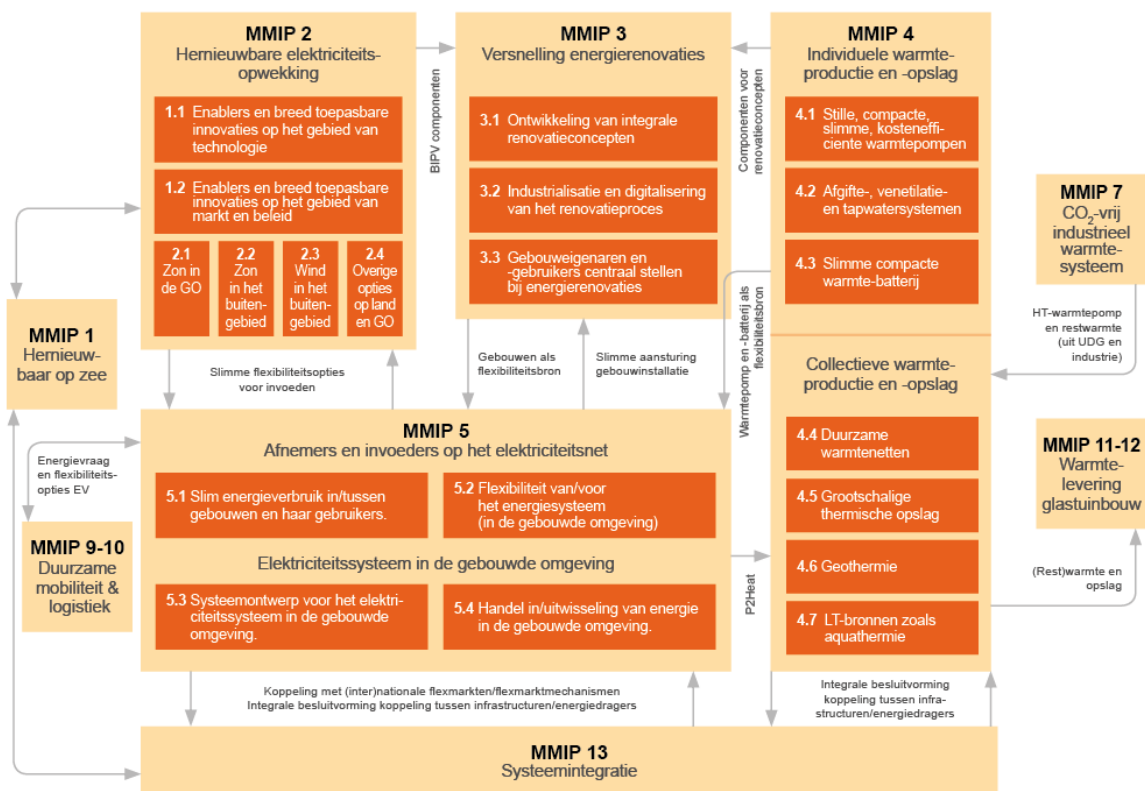 MMIP 2
Hernieuwbare elektriciteits-
opwekking
1.1 Enablers en breed toepasbare
innovaties op het gebied van
technologie
1.2 Enablers en breed toepasbare
innovaties op het gebied van
markt en beleid
2.1
Zon in
de GO
2.2
Zon
in het
buiten-
gebied
2.3
Wind
in het
buiten-
gebied
2.4
Overige
opties
op land
en GO
BIPV componenten
MMIP 3
Versnelling energierenovaties
3.1 Ontwikkeling van integrale
renovatieconcepten
3.2 Industrialisatie en digitalisering
van het renovatieproces
3.3 Gebouweigenaren en
-gebruikers centraal stellen
bij energierenovaties
Componenten voor
renovatieconcepten
MMIP 4
Individuele warmte-
productie en -opslag
4.1 Stille, compacte,
slimme, kosteneffi-
ciente warmtepompen
4.2 Afgifte-, venetilatie-
en tapwatersystemen
4.3 Slimme compacte
warmte-batterij
Collectieve warmte-
productie en -opslag
4.4 Duurzame
warmtenetten
4.5 Grootschalige
thermische opslag
4.6 Geothermie
4.7 LT-bronnen zoals
aquathermie
MMIP 7
CO₂-vrij
industrieel
warmte-
systeem
HT-warmtepomp
en restwarmte
(uit UDG en
industrie)
MMIP 11-12
Warmte-
levering
glastuinbouw
(Rest)warmte en
opslag
MMIP 1
Hernieuw-
baar op zee
Slimme flexibiliteitsopties
voor invoeden
Gebouwen als
flexibiliteitsbron
Slimme aansturing
gebouwinstallatie
Warmtepomp en -batterij als
flexibiliteitsbron
MMIP 5
Afnemers en invoeders op het elektriciteitsnet
5.1 Slim energieverbruik in/tussen
gebouwen en haar gebruikers.
5.2 Flexibiliteit van/voor
het energiesysteem
(in de gebouwde omgeving)
Elektriciteitssysteem in de gebouwde omgeving
5.3 Systeemontwerp voor het elektri-
citeitssysteem in de gebouwde
omgeving.
5.4 Handel in/uitwisseling van energie
in de gebouwde omgeving.
P2Heat
Energievraag
en flexibiliteits-
opties EV
MMIP 9-10
Duurzame
mobiliteit &
logistiek
Koppeling met (inter)nationale flexmarkten/flexmarktmechanismen
Integrale besluitvorming koppeling tussen infrastructuren/energiedragers
Integrale besluitvorming
koppeling tussen infra-
structuren/energiedragers
MMIP 13
Systeemintegratie